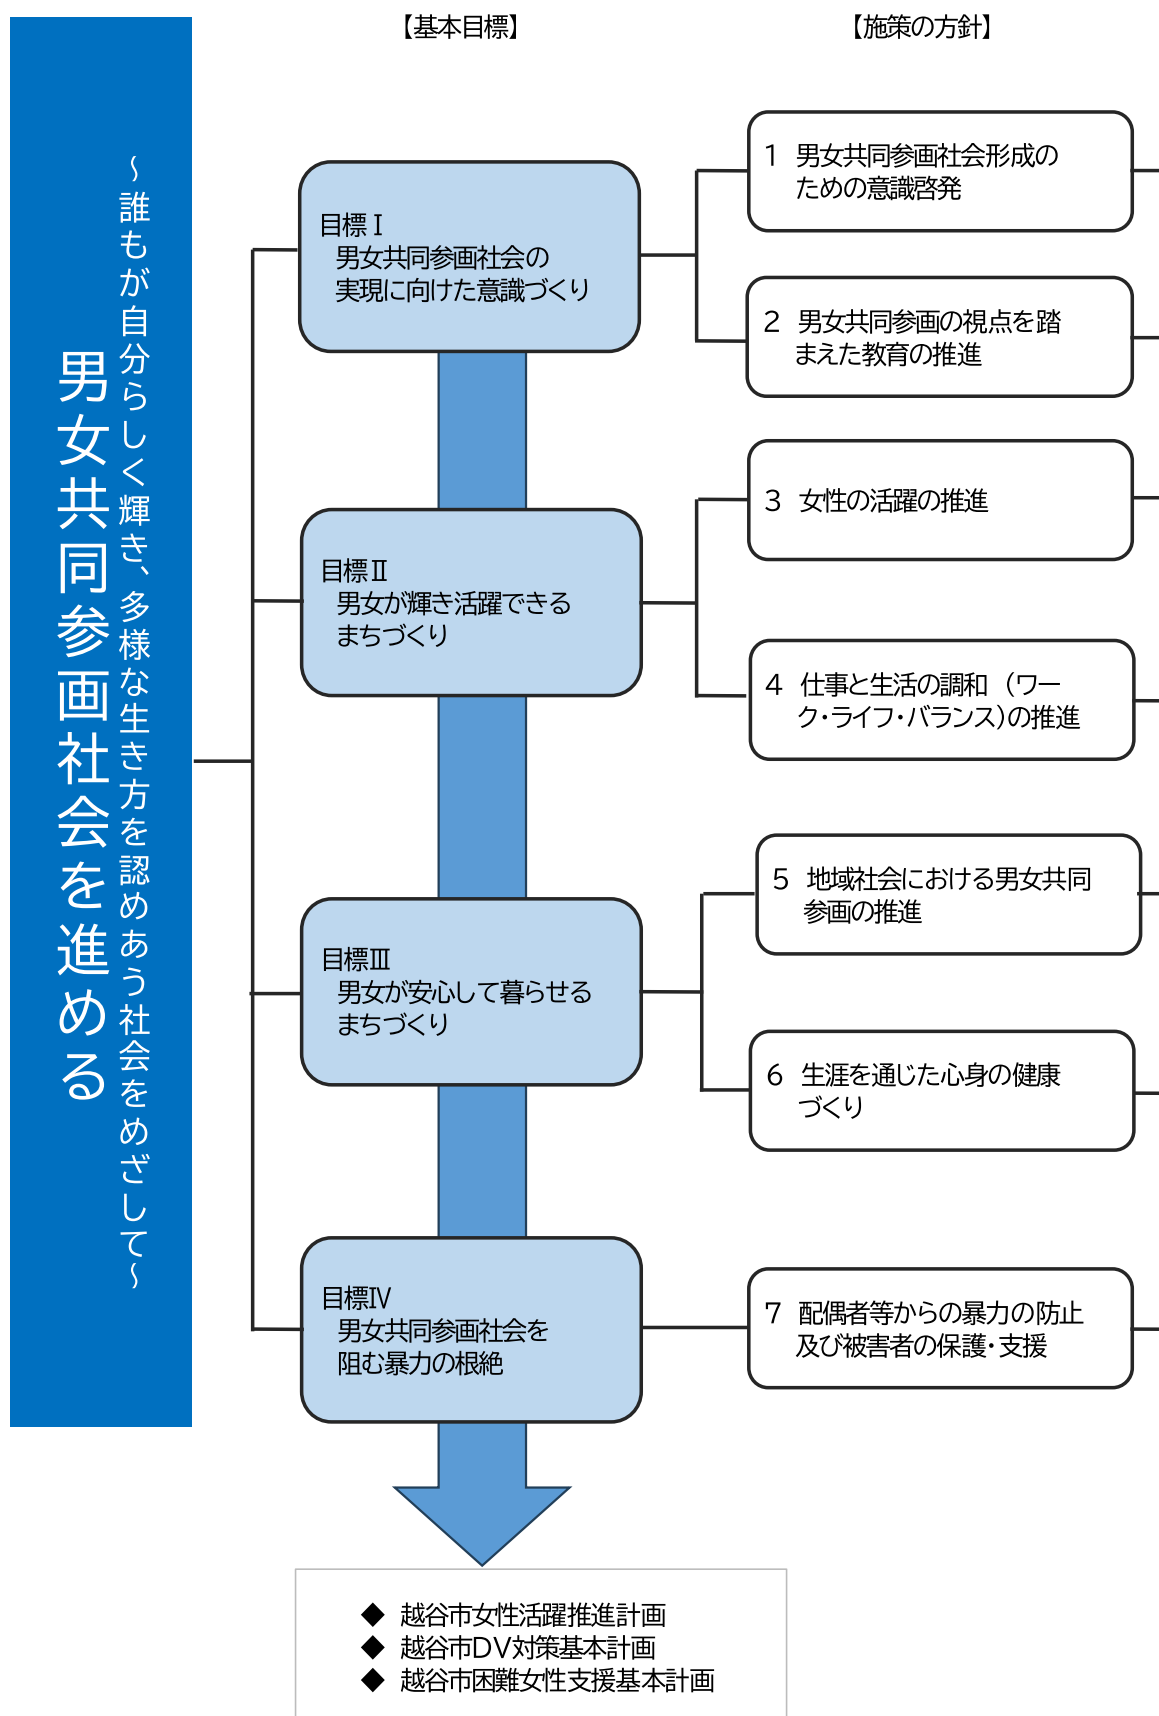 男女共同参画社会を進める
～誰もが自分らしく輝き、多様な生き方を認めあう社会をめざして～
【基本目標】
【施策の方針】
目標Ⅰ
男女共同参画社会の
実現に向けた意識づくり
1 男女共同参画社会形成の
ための意識啓発
2 男女共同参画の視点を踏
まえた教育の推進
目標Ⅱ
男女が輝き活躍できる
まちづくり
3 女性の活躍の推進
4 仕事と生活の調和（ワー
ク・ライフ・バランス）の推進
目標Ⅲ
男女が安心して暮らせる
まちづくり
5 地域社会における男女共同
参画の推進
6 生涯を通じた心身の健康
づくり
目標Ⅳ
男女共同参画社会を
阻む暴力の根絶
7 配偶者等からの暴力の防止
及び被害者の保護・支援
◆ 越谷市女性活躍推進計画
◆ 越谷市DV対策基本計画
◆ 越谷市困難女性支援基本計画